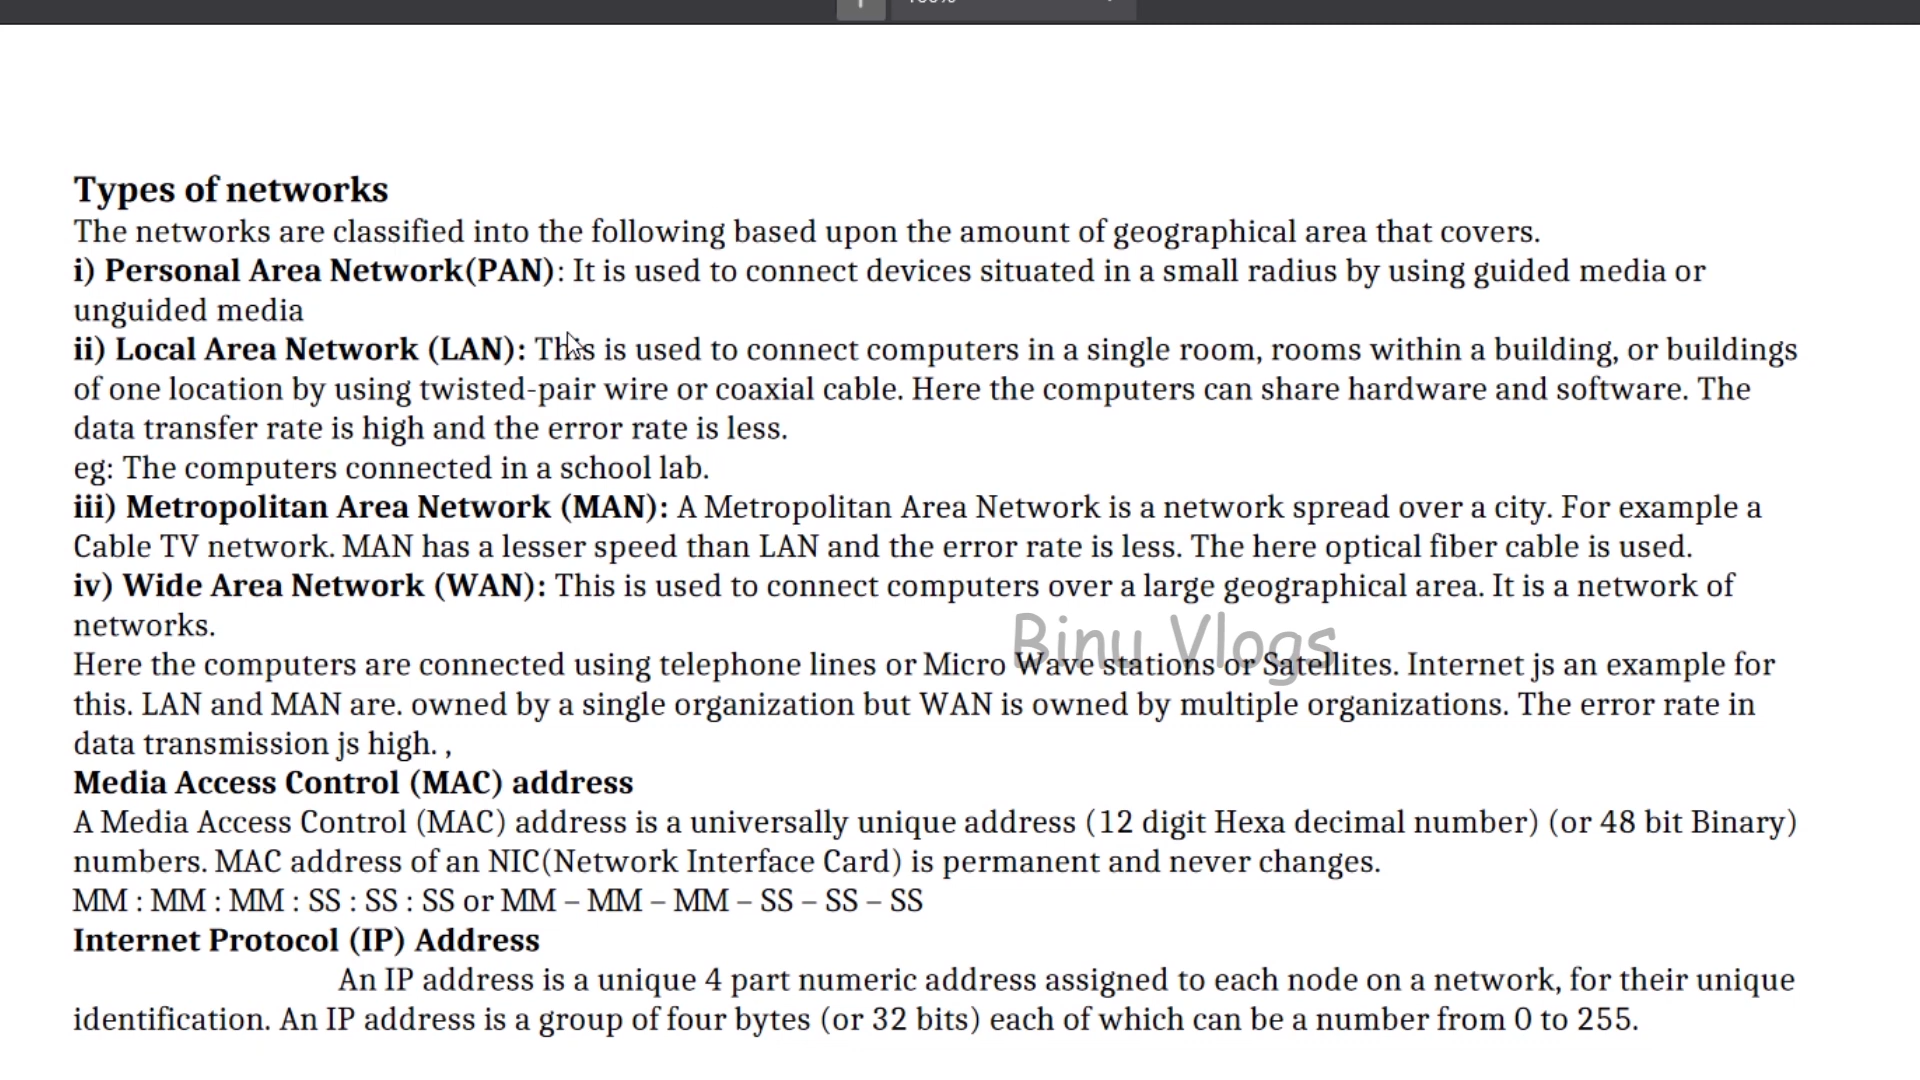 Types of networks
The networks are classified into the following based upon the amount of geographical area that covers.
i) Personal Area Network(PAN): It is used to connect devices situated in a small radius by using guided media or
unguided media
ii) Local Area Network (LAN): This is used to connect computers in a single room, rooms within a building, or buildings
of one location by using twisted-pair wire or coaxial cable. Here the computers can share hardware and software. The
data transfer rate is high and the error rate is less.
eg: The computers connected in a school lab.
iii) Metropolitan Area Network (MAN): A Metropolitan Area Network is a network spread over a city. For example a
Cable TV network. MAN has a lesser speed than LAN and the error rate is less. The here optical fiber cable is used.
iv) Wide Area Network (WAN): This is used to connect computers over a large geographical area. It is a network of
networks.
Binu Vlogs
Here the computers are connected using telephone lines or Micro Wave stations or Satellites. Internet js an example for
this. LAN and MAN are. owned by a single organization but WAN is owned by multiple organizations. The error rate in
data transmission js high. ,
Media Access Control (MAC) address
A Media Access Control (MAC) address is a universally unique address (12 digit Hexa decimal number) (or 48 bit Binary)
numbers. MAC address of an NIC(Network Interface Card) is permanent and never changes.
MM : MM : MM : SS : SS : SS or MM – MM – MM – SS – SS – SS
Internet Protocol (IP) Address
An IP address is a unique 4 part numeric address assigned to each node on a network, for their unique
identification. An IP address is a group of four bytes (or 32 bits) each of which can be a number from 0 to 255.